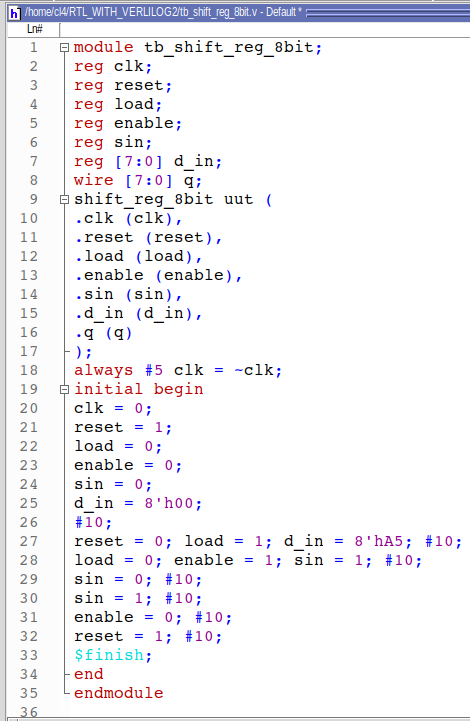 h /home/cl4/RTL_WITH_VERLILOG2/tb_shift_reg_8bit.v - Default *
Ln#
1 module tb_shift_reg_8bit;
2 reg clk;
3 reg reset;
4 reg load;
5 reg enable;
6 reg sin;
7 reg [7:0] d_in;
8 wire [7:0] q;
9 shift_reg_8bit uut (
10 .clk (clk),
11 .reset (reset),
12 .load (load),
13 .enable (enable),
14 .sin (sin),
15 .d_in (d_in),
16 .q (q)
17 );
18 always #5 clk = ~clk;
19 initial begin
20 clk = 0;
21 reset = 1;
22 load = 0;
23 enable = 0;
24 sin = 0;
25 d_in = 8'h00;
26 #10;
27 reset = 0; load = 1; d_in = 8'hA5; #10;
28 load = 0; enable = 1; sin = 1; #10;
29 sin = 0; #10;
30 sin = 1; #10;
31 enable = 0; #10;
32 reset = 1; #10;
33 $finish;
34 end
35 endmodule
36